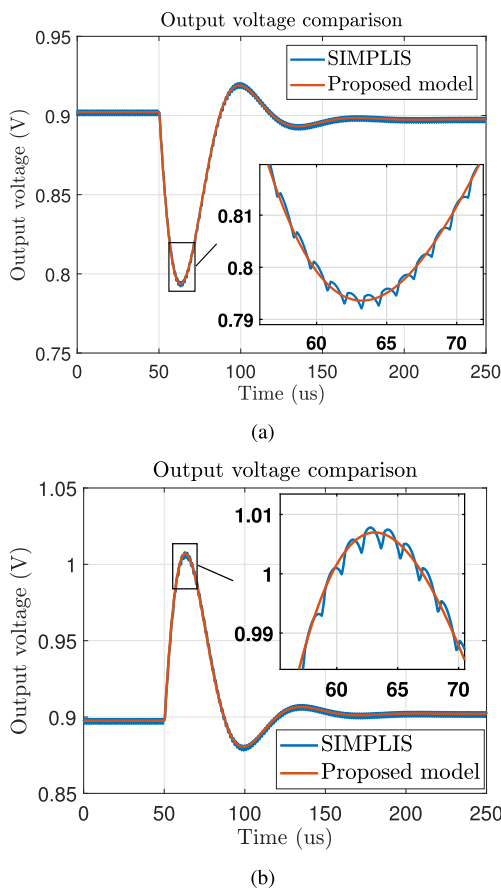 Output voltage comparison
Output voltage (V)
0.95
0.9
0.85
0.8
0.75
SIMPLIS
Proposed model
0.81
0.8
0.79
60 65 70
0 50 100 150 200 250
Time (us)
(a)
Output voltage comparison
Output voltage (V)
1.05
1
0.95
0.9
0.85
1.01
1
0.99
60 65 70
SIMPLIS
Proposed model
0 50 100 150 200 250
Time (us)
(b)